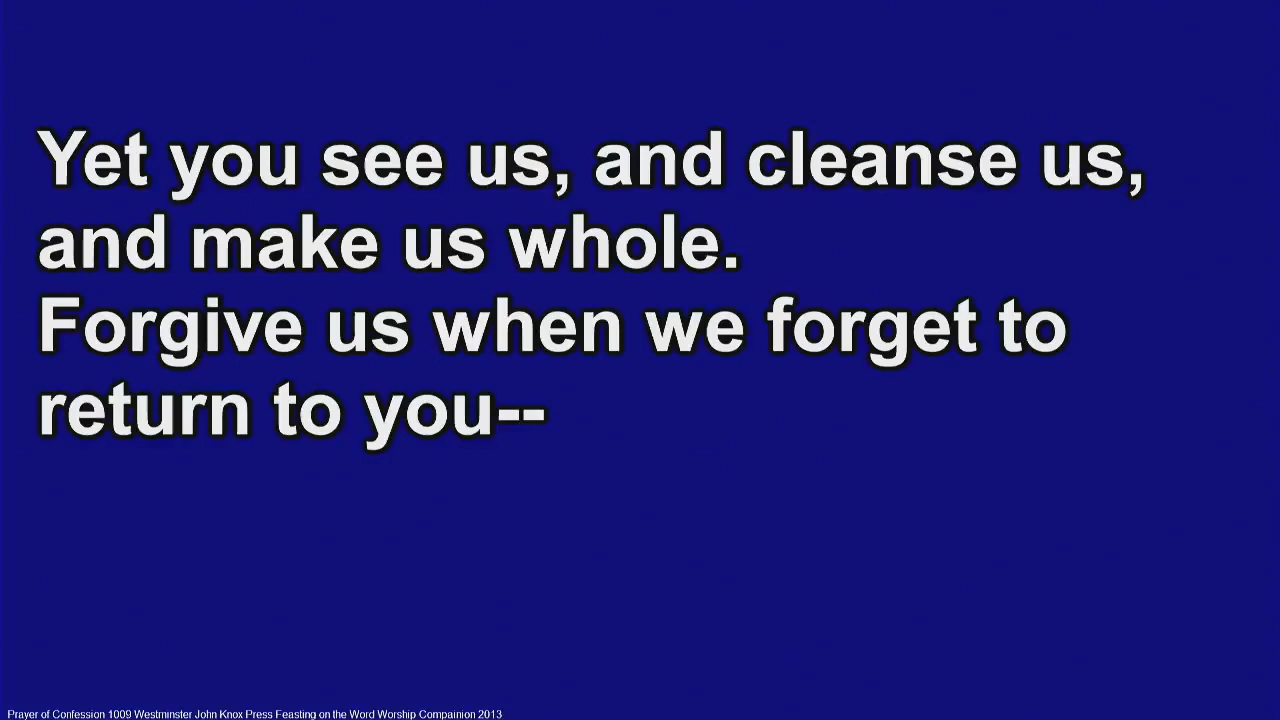 Yet you see us, and cleanse us,
and make us whole.
Forgive us when we forget to
return to you--
Prayer of Confession 1009 Westminster John Knox Press Feasting on the Word Worship Compainion 2013